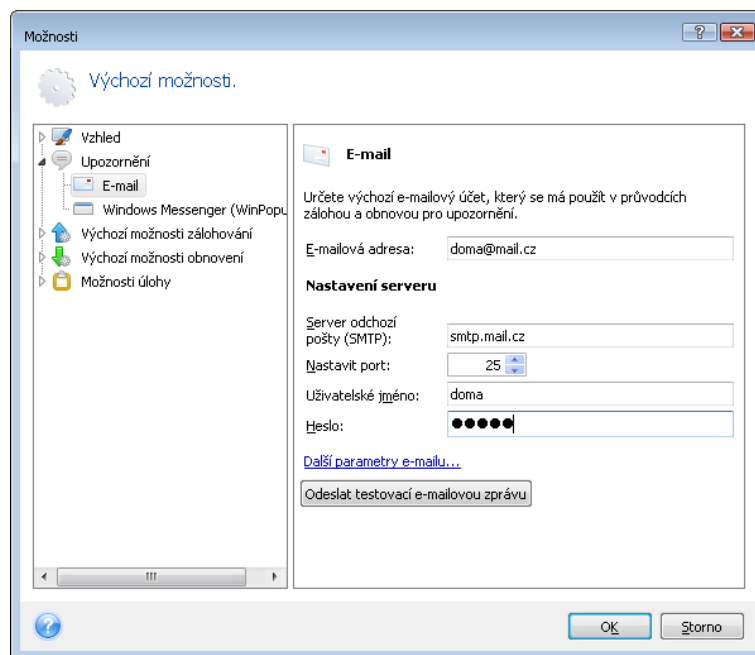 Možnosti
Výchozí možnosti.
Vzhled
Upozornění
E-mail
Windows Messenger (WinPopu
Výchozí možnosti zálohování
Výchozí možnosti obnovení
Možnosti úlohy
E-mail
Určete výchozí e-mailový účet, který se má použít v průvodcích
zálohou a obnovou pro upozornění.
E-mailová adresa: doma@mail.cz
Nastavení serveru
Server odchozí
pošty (SMTP): smtp.mail.cz
Nastavit port: 25
Uživatelské jméno: doma
Heslo: ●●●●●
Další parametry e-mailu...
Odeslat testovací e-mailovou zprávu
OK Storno